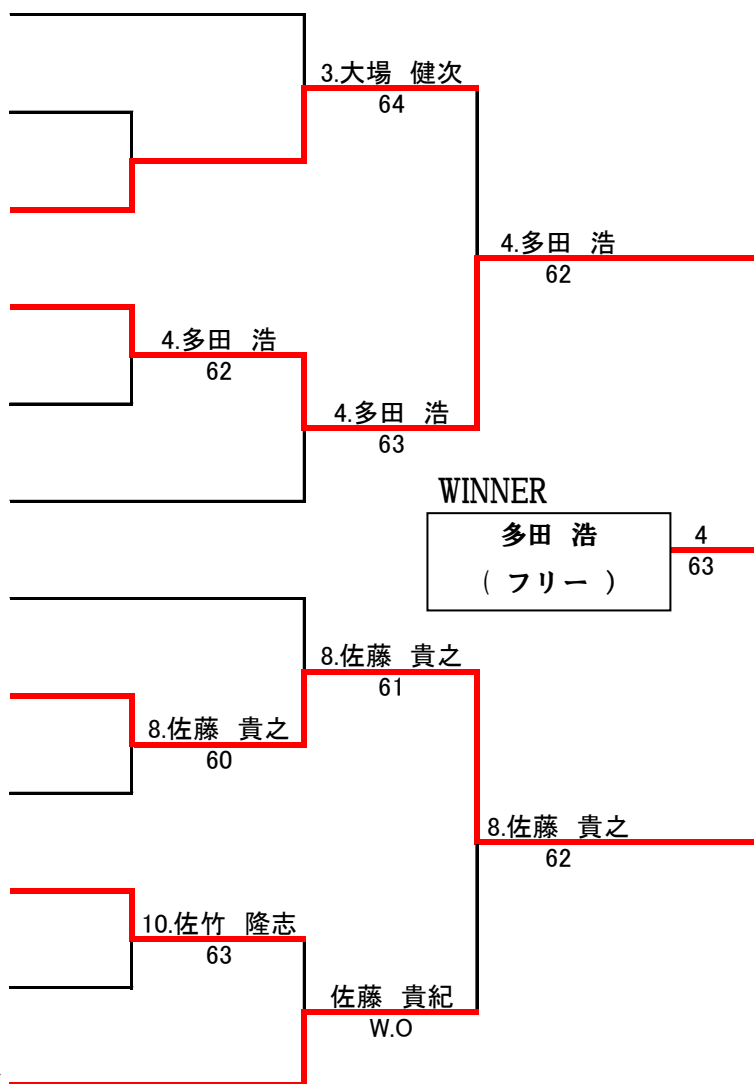 3.大場 健次
64
4.多田 浩
62
4.多田 浩
62
4.多田 浩
63
WINNER
多田 浩
( フリー )
4
63
8.佐藤 貴之
61
8.佐藤 貴之
60
8.佐藤 貴之
62
10.佐竹 隆志
63
佐藤 貴紀
W.O